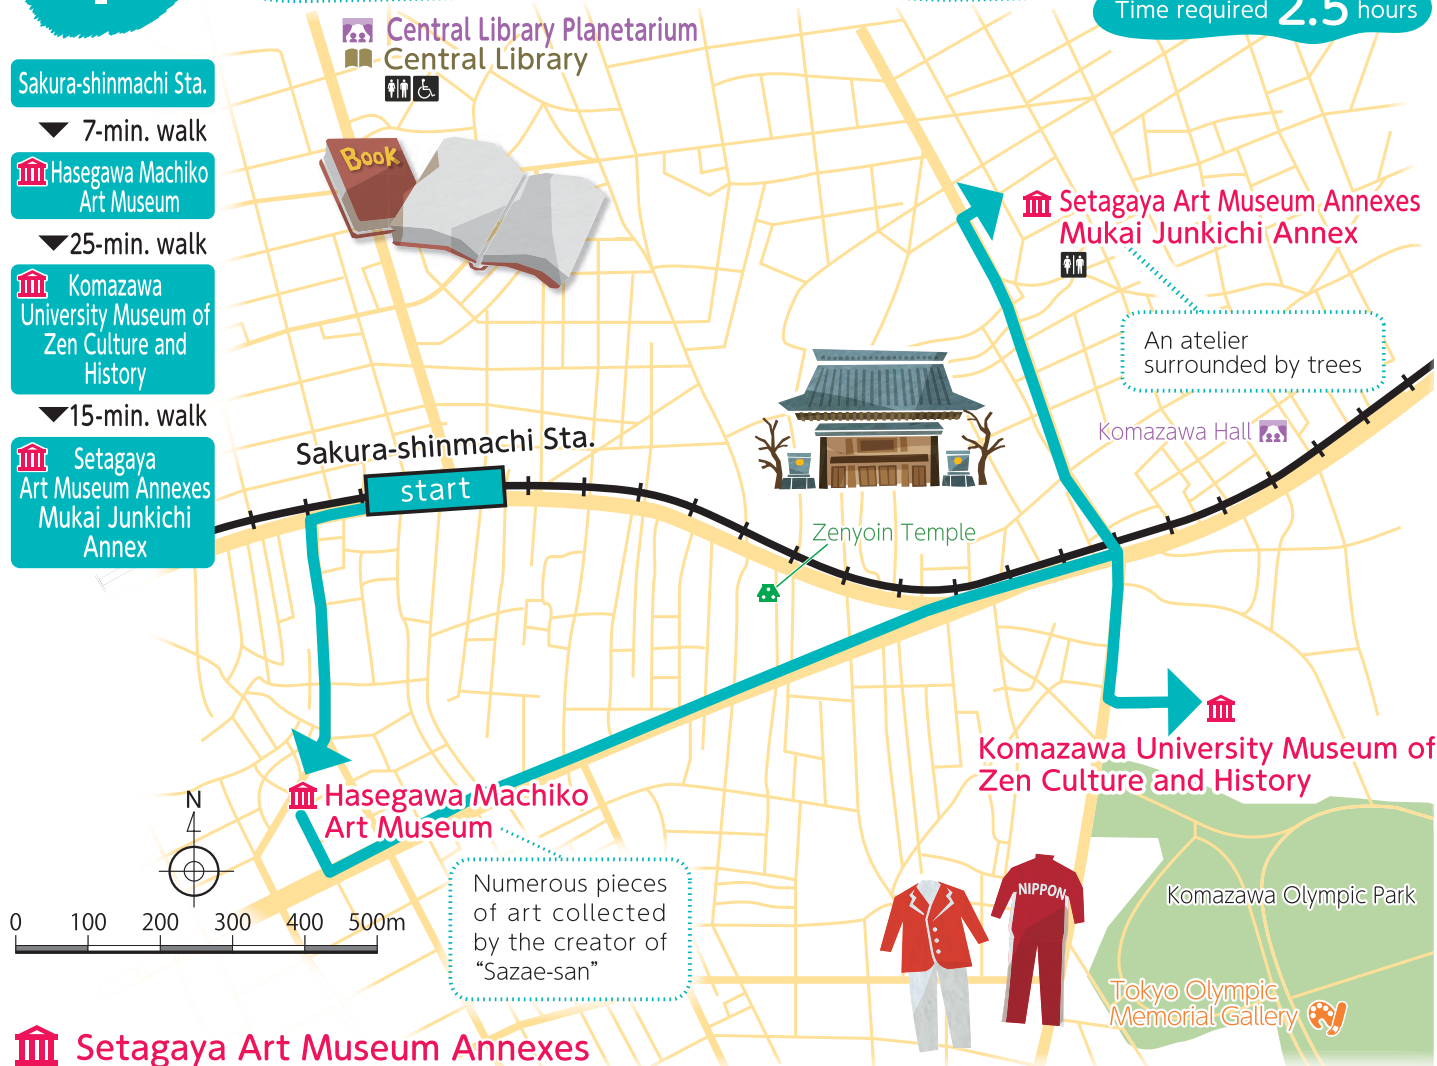 Time required 2.5 hours
Central Library Planetarium
Central Library
Sakura-shinmachi Sta.
7-min. walk
Hasegawa Machiko
Art Museum
25-min. walk
Komazawa
University Museum of
Zen Culture and
History
15-min. walk
Setagaya
Art Museum Annexes
Mukai Junkichi
Annex
BOOK
Setagaya Art Museum Annexes
Mukai Junkichi Annex
An atelier
surrounded by trees
Komazawa Hall
Sakura-shinmachi Sta.
start
Zenyoin Temple
Komazawa University Museum of
Zen Culture and History
Hasegawa Machiko
Art Museum
N
0 100 200 300 400 500m
Numerous pieces
of art collected
by the creator of
“Sazae-san”
NIPPON
Komazawa Olympic Park
Tokyo Olympic
Memorial Gallery
Setagaya Art Museum Annexes